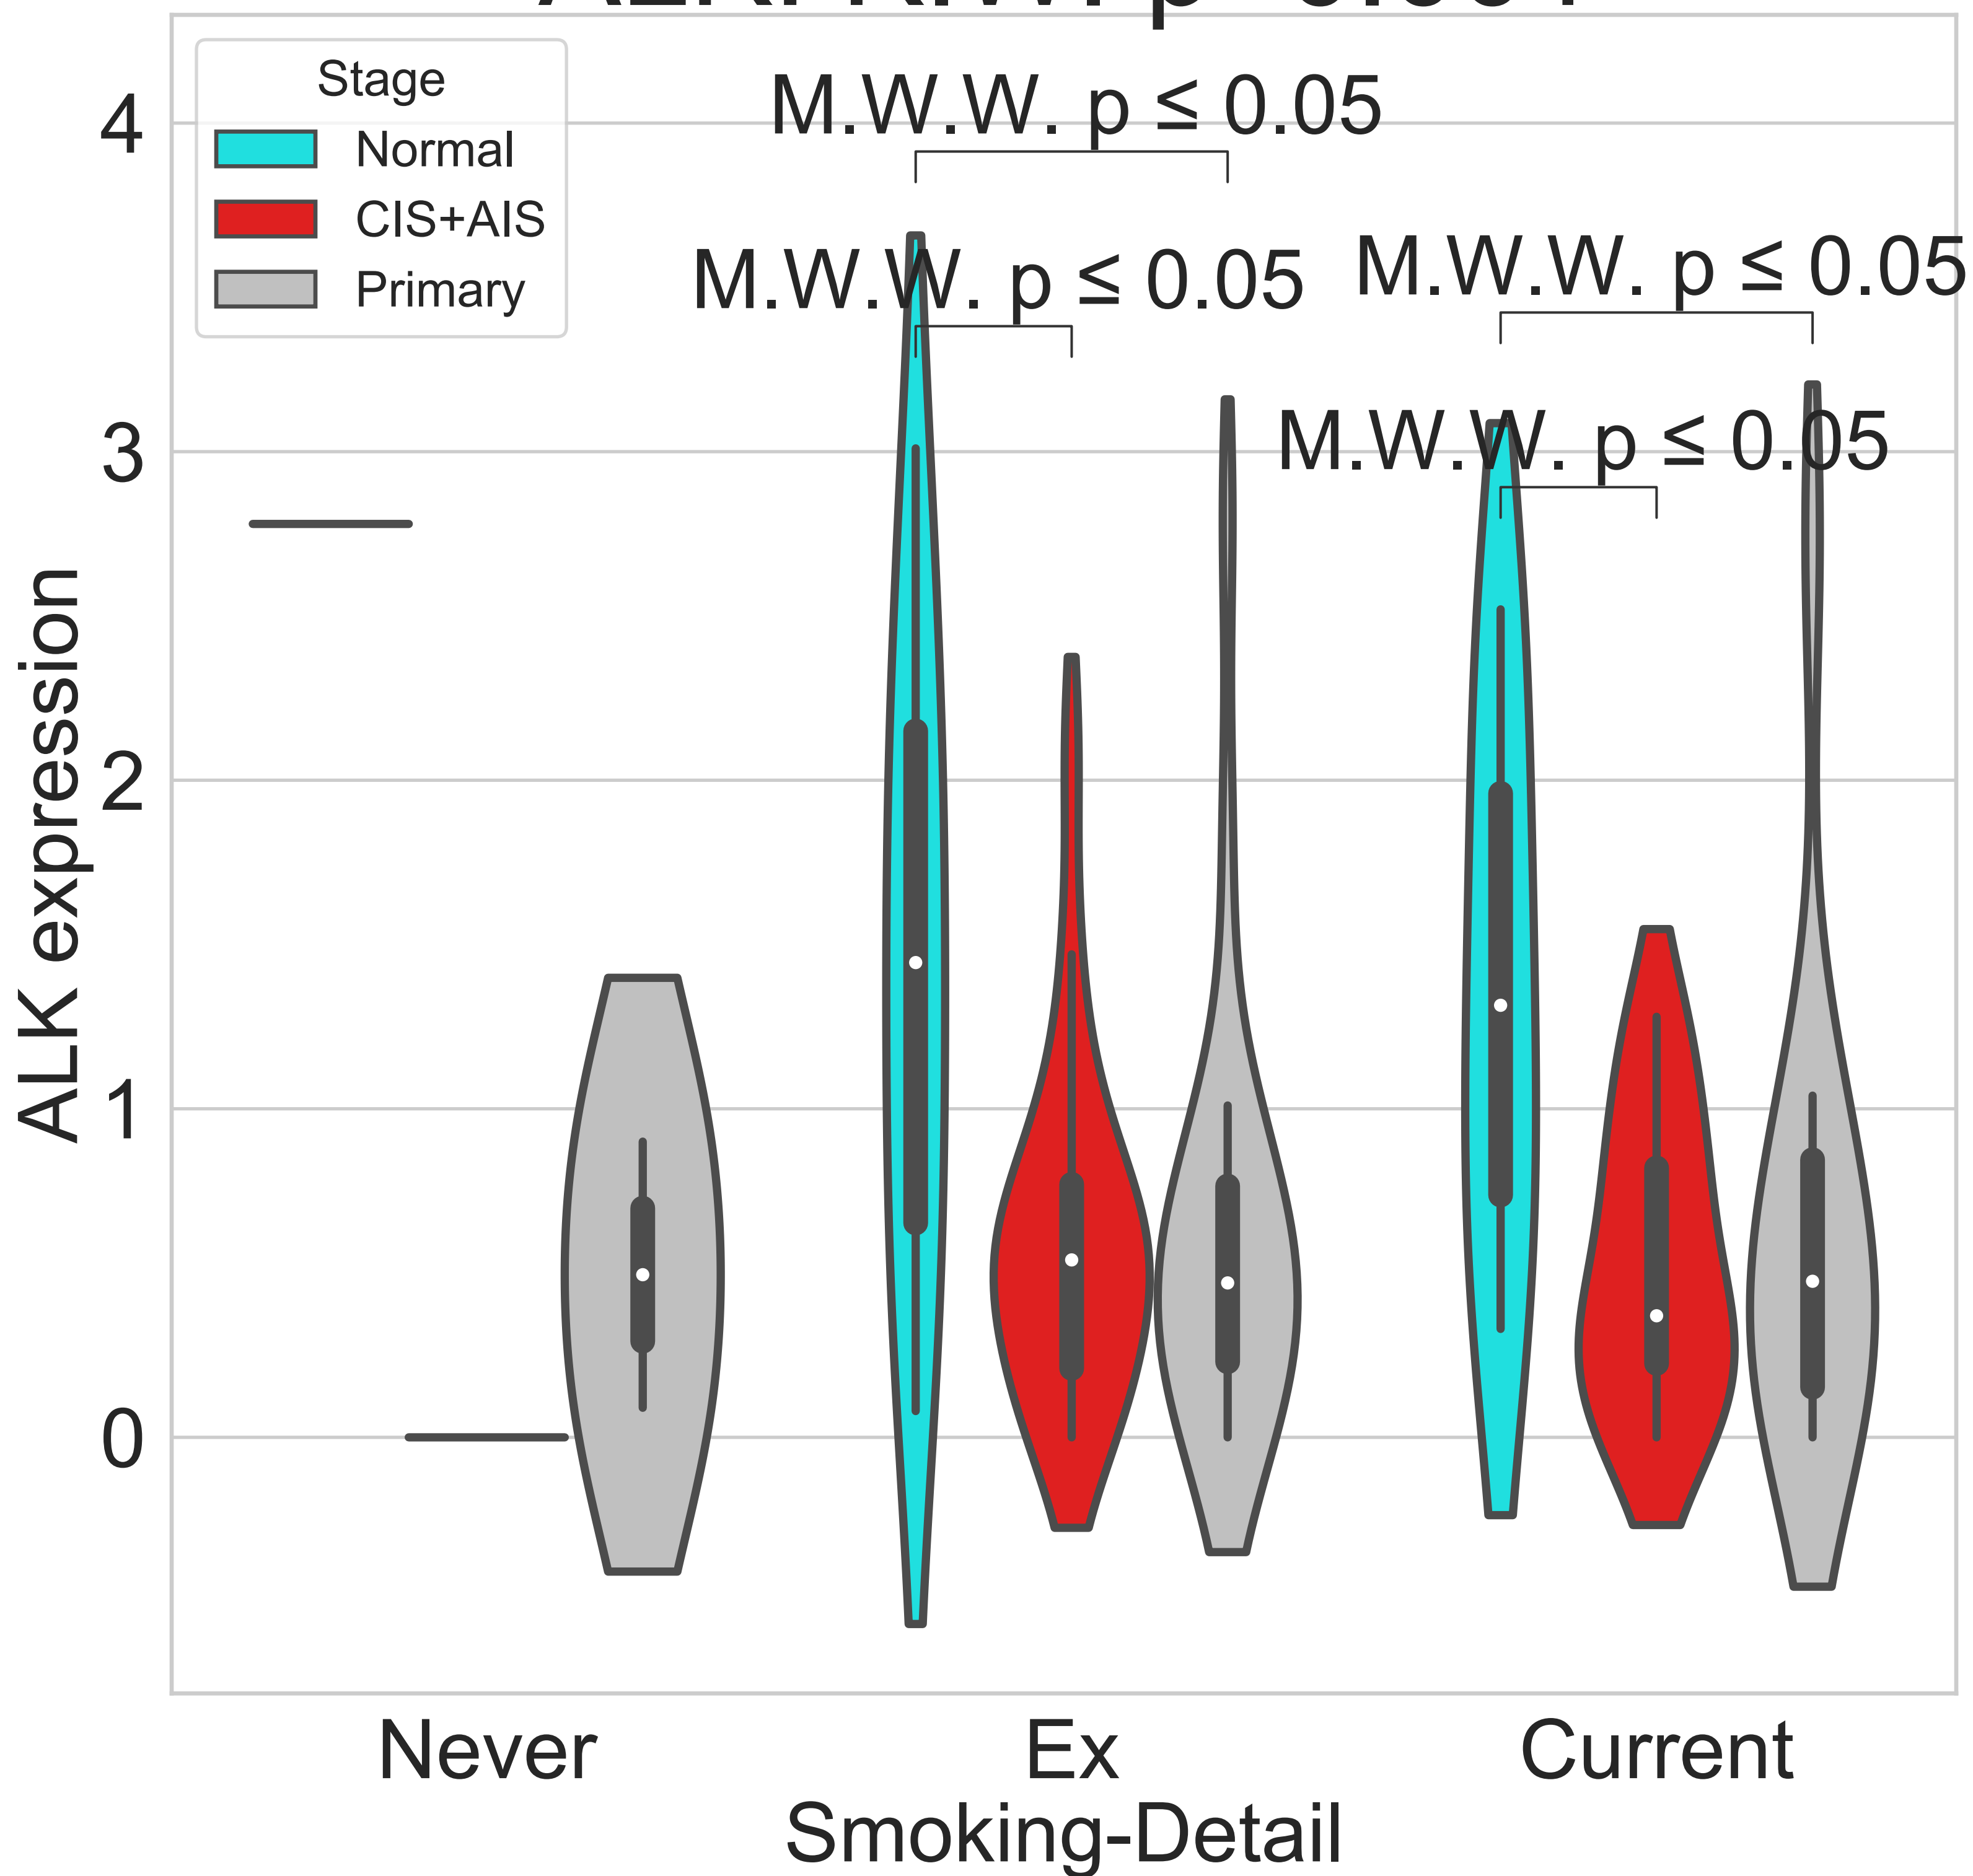 Stage
Normal
CIS+AIS
Primary
M.W.W. p ≤ 0.05
M.W.W. p ≤ 0.05
M.W.W. p ≤ 0.05
M.W.W. p ≤ 0.05
4
3
2
1
0
ALK expression
Never
Ex
Current
Smoking-Detail